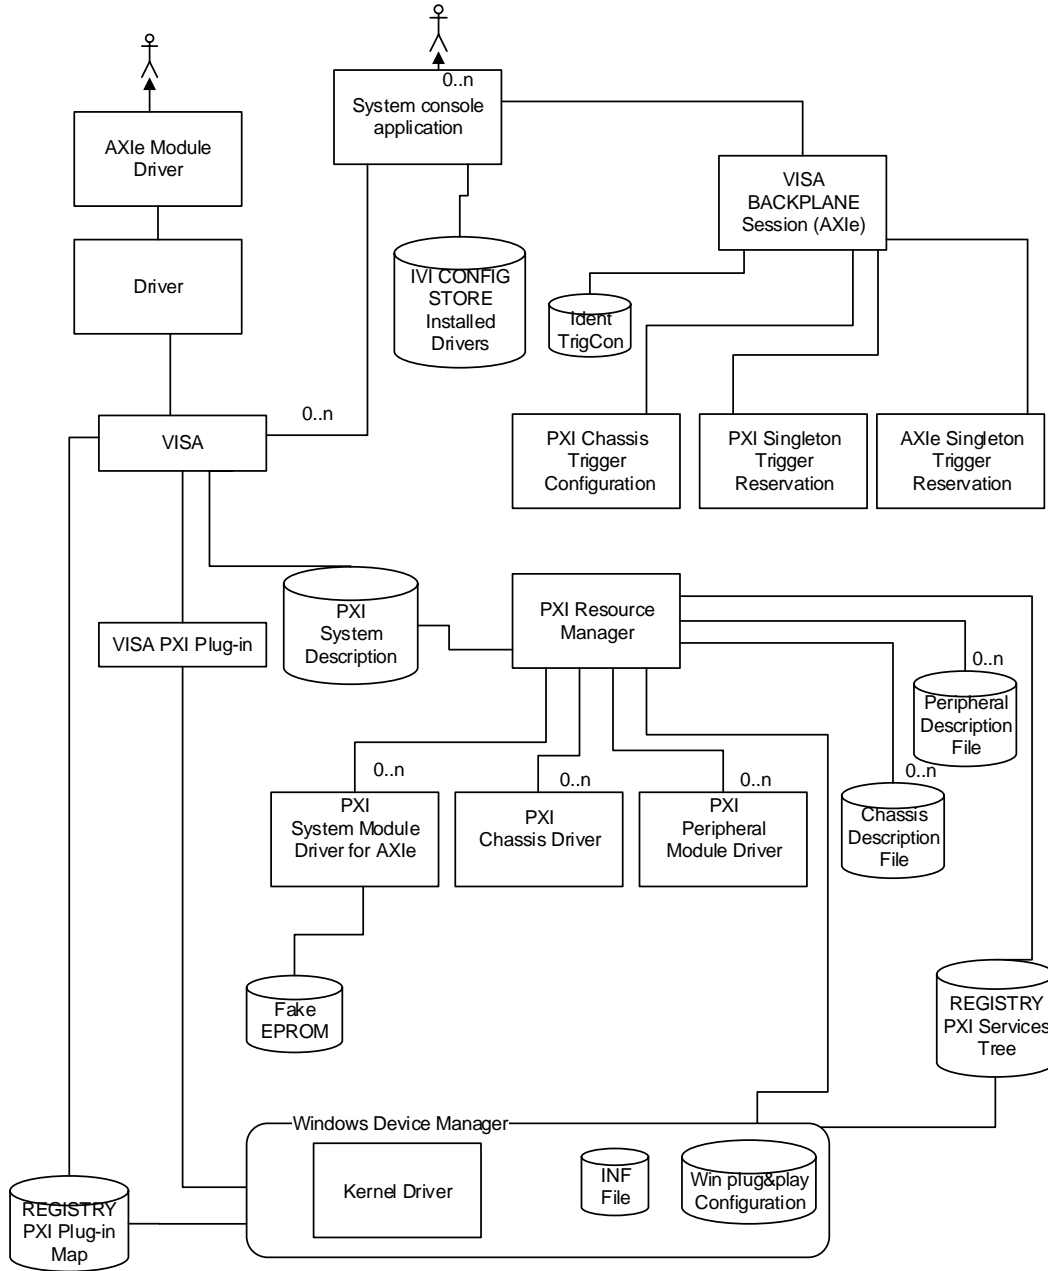 0..n
System console
application
AXIe Module
Driver
VISA
BACKPLANE
Session (AXIe)
Driver
IVI CONFIG
STORE
Installed
Drivers
Ident
TrigCon
0..n
VISA
PXI Chassis
Trigger
Configuration
PXI Singleton
Trigger
Reservation
AXIe Singleton
Trigger
Reservation
PXI
System
Description
PXI Resource
Manager
VISA PXI Plug-in
0..n
Peripheral
Description
File
0..n
0..n
0..n
0..n
PXI
System Module
Driver for AXIe
PXI
Chassis Driver
PXI
Peripheral
Module Driver
Chassis
Description
File
Fake
EPROM
REGISTRY
PXI Services
Tree
Windows Device Manager
Kernel Driver
INF
File
Win plug&play
Configuration
REGISTRY
PXI Plug-in
Map